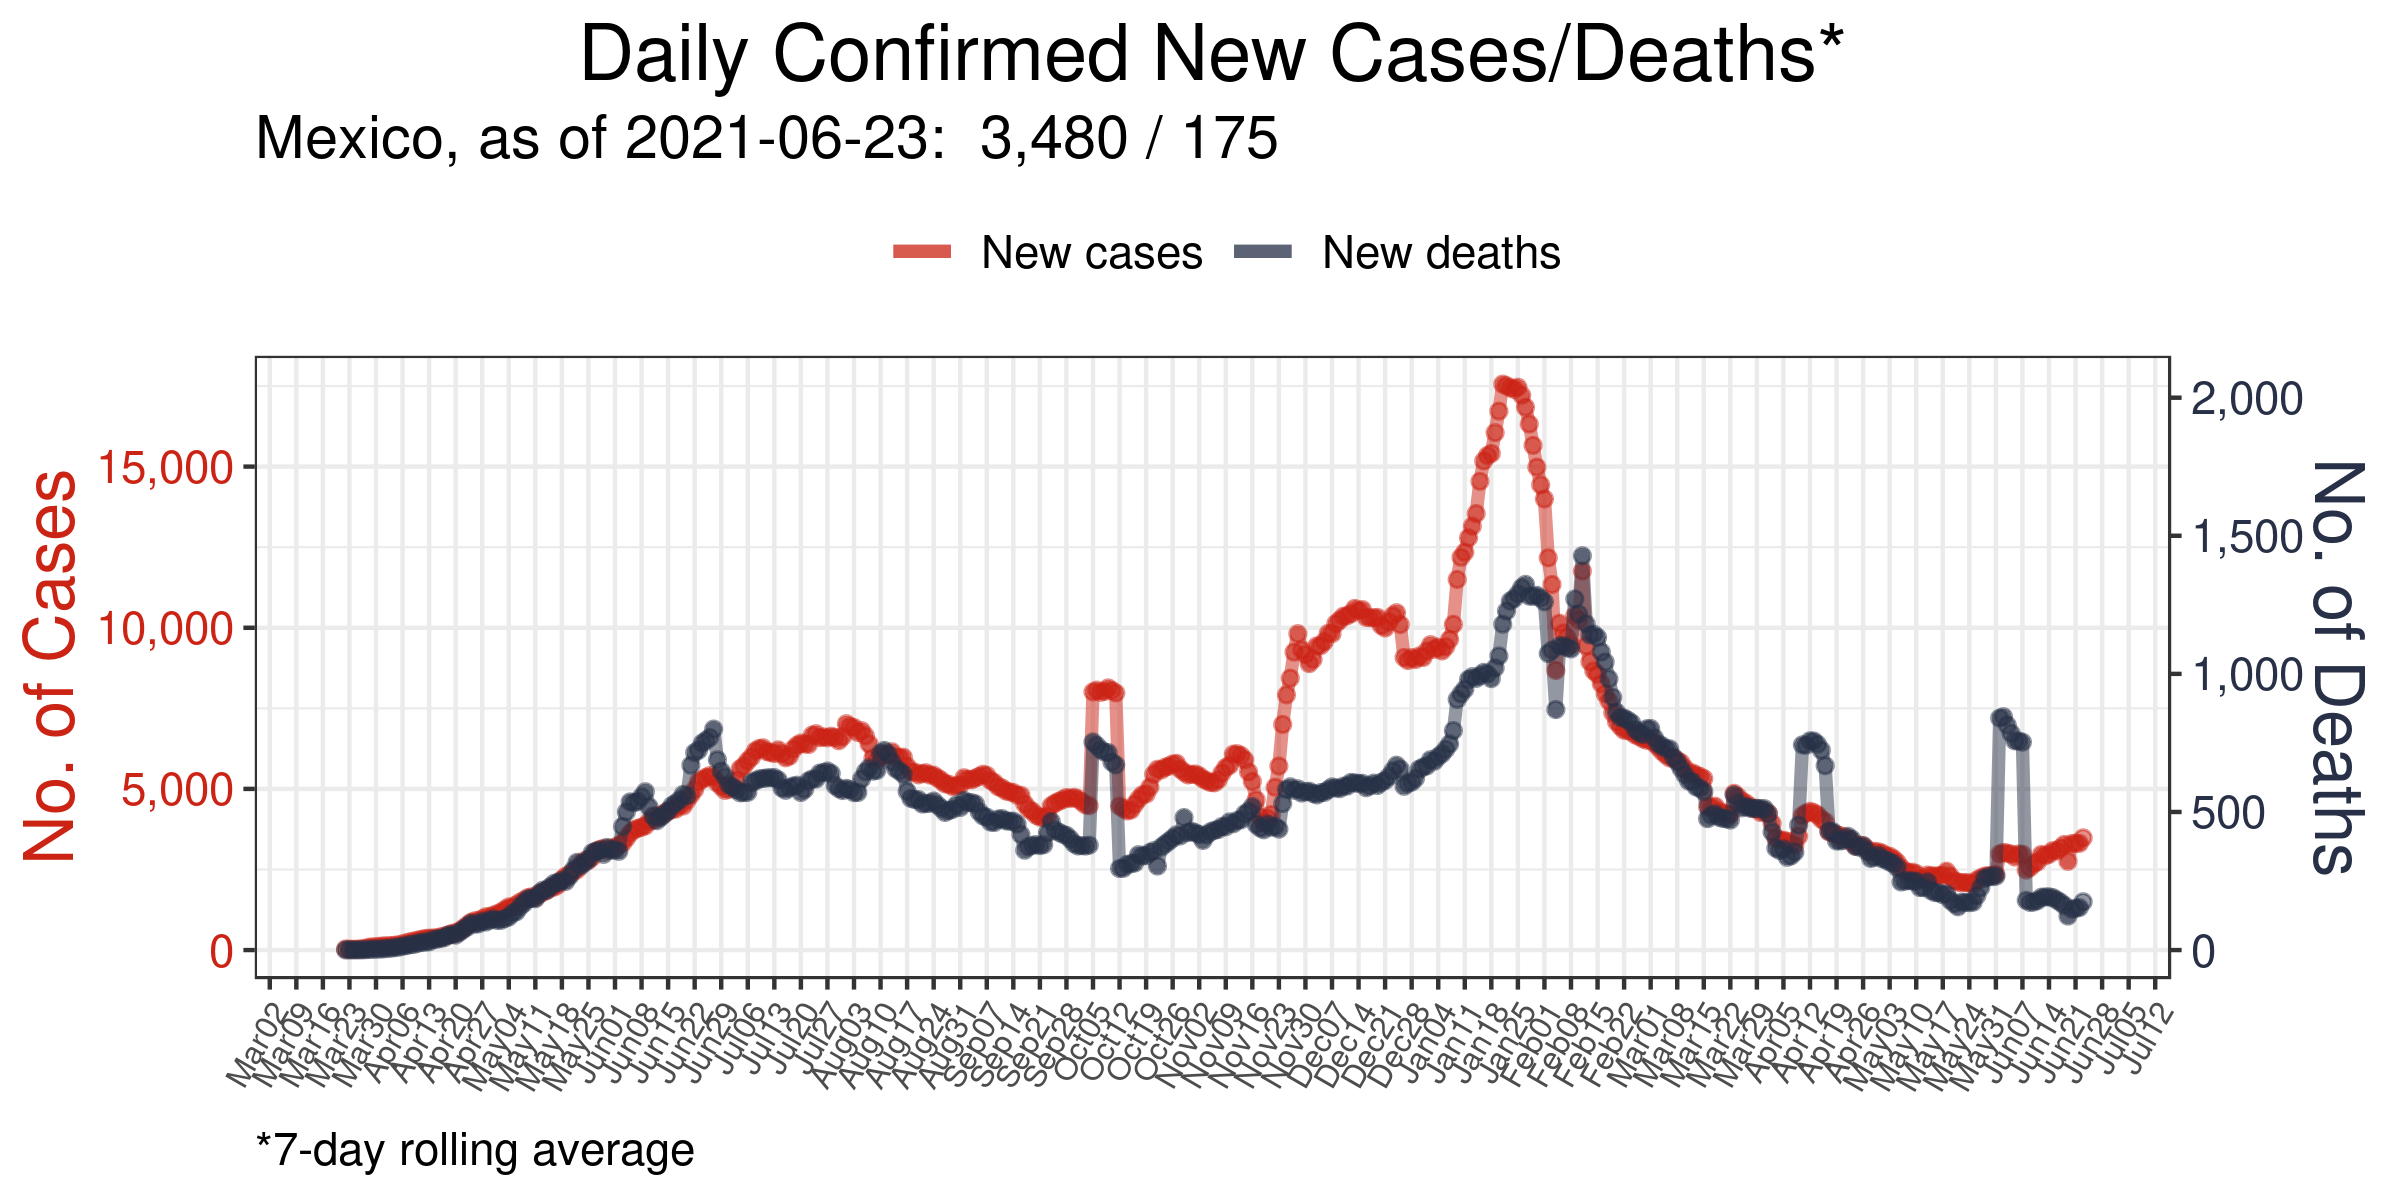 Daily Confirmed New Cases/Deaths*
Mexico, as of 2021-06-23:  3,480 / 175
New cases
New deaths
No. of Cases
15,000
10,000
5,000
0
2,000
1,500
1,000
500
0
No. of Deaths
Mar02
Mar09
Mar16
Mar23
Mar30
Apr06
Apr13
Apr20
Apr27
May04
May11
May18
May25
Jun01
Jun08
Jun15
Jun22
Jun29
Jul06
Jul13
Jul20
Jul27
Aug03
Aug10
Aug17
Aug24
Aug31
Sep07
Sep14
Sep21
Sep28
Oct05
Oct12
Oct19
Oct26
Nov02
Nov09
Nov16
Nov23
Nov30
Dec07
Dec14
Dec21
Dec28
Jan04
Jan11
Jan18
Jan25
Feb01
Feb08
Feb15
Feb22
Mar01
Mar08
Mar15
Mar22
Mar29
Apr05
Apr12
Apr19
Apr26
May03
May10
May17
May24
May31
Jun07
Jun14
Jun21
Jun28
Jul05
Jul12
*7-day rolling average